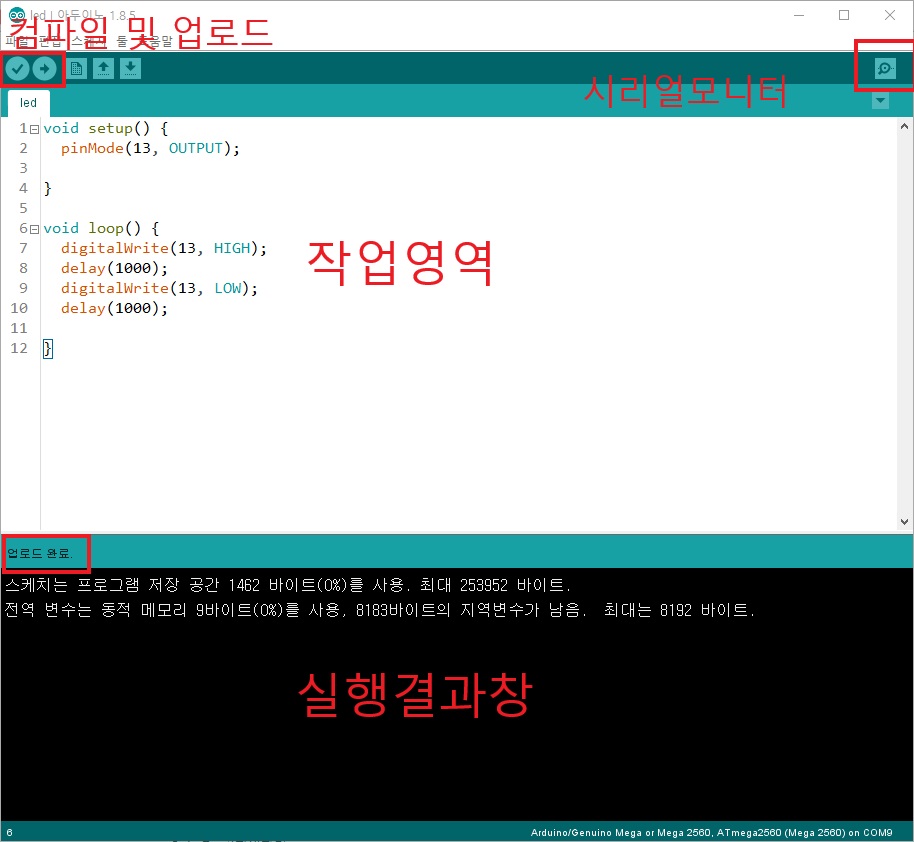 led | 아두이노 1.8.5
컴파일 및 업로드
파일 편집 스케치 툴 도움말
시리얼모니터
led
1 void setup() {
2 pinMode(13, OUTPUT);
3
4 }
5
6 void loop() {
7 digitalWrite(13, HIGH);
8 delay(1000);
9 digitalWrite(13, LOW);
10 delay(1000);
11
12 }
작업영역
업로드 완료.
스케치는 프로그램 저장 공간 1462 바이트(0%)를 사용. 최대 253952 바이트.
전역 변수는 동적 메모리 9바이트(0%)를 사용, 8183바이트의 지역변수가 남음. 최대는 8192 바이트.
실행결과창
6 Arduino/Genuino Mega or Mega 2560, ATmega2560 (Mega 2560) on COM9